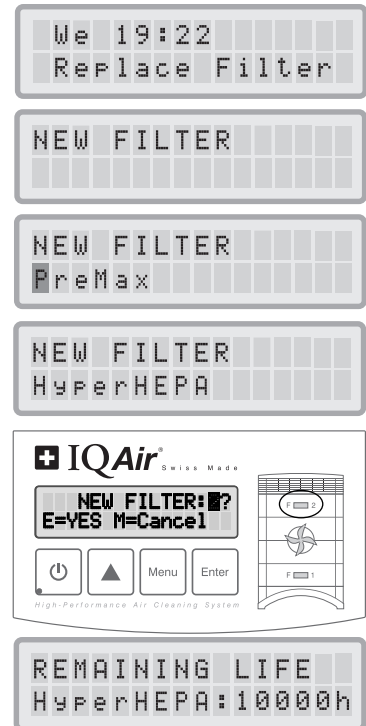 We 19:22
Replace Filter
NEW FILTER
NEW FILTER
PreMax
NEW FILTER
HyperHEPA
IQAir®
Swiss Made
NEW FILTER: ?
E=YES M=Cancel
F 2
Menu
Enter
F 1
High-Performance Air Cleaning System
REMAINING LIFE
HyperHEPA:10000h